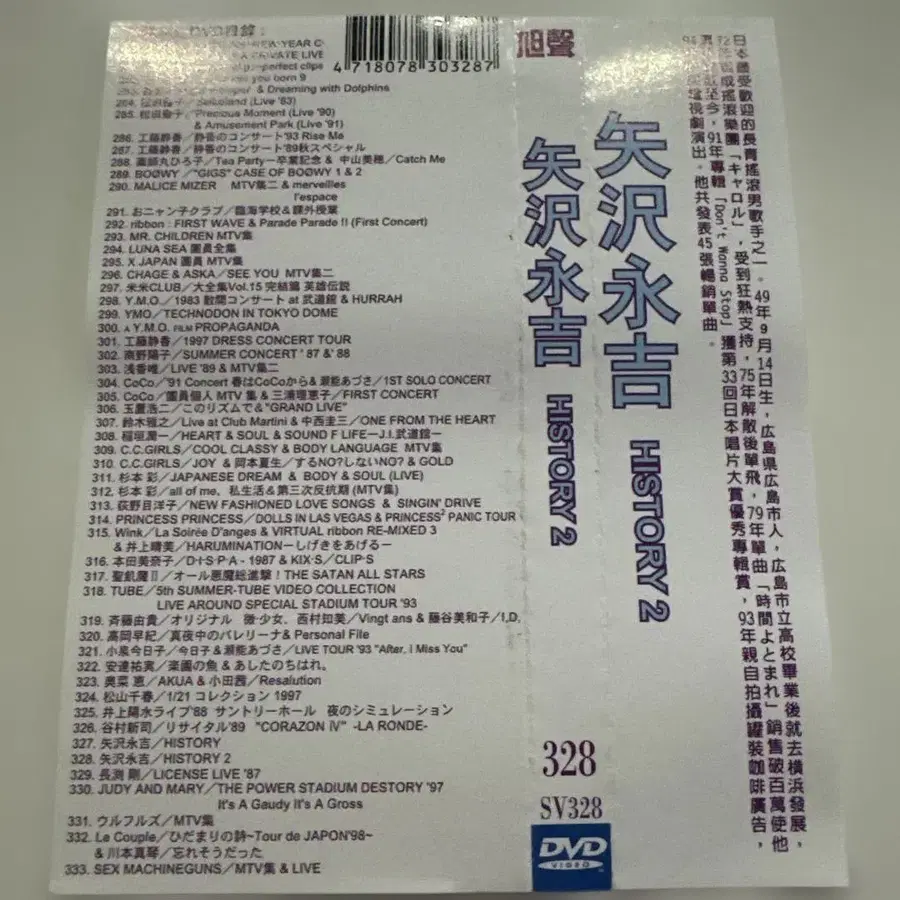 DVD目錄：
NEW YEAR
PRIVATE LIVE
perfect clips
you born 9
& Dreaming with Dolphins
284. Seikoland (Live '83)
285. 松田聖子／Precious Moment (Live '90)
& Amusement Park (Live '91)
286. 工藤静香／静香のコンサート'93 Rise Me
287. 工藤静香／静香のコンサート'89秋スペシャル
288. 薬師丸ひろ子／Tea Party－卒業記念 & 中山美穂／Catch Me
289. BOØWY／"GIGS" CASE OF BOØWY 1 & 2
290. MALICE MIZER MTV集二 & merveilles
l'espace
291. おニャン子クラブ／臨海学校&課外授業
292. ribbon : FIRST WAVE & Parade Parade !! (First Concert)
293. MR. CHILDREN MTV集
294. LUNA SEA 團員全集
295. X JAPAN 團員 MTV集
296. CHAGE & ASKA／SEE YOU MTV集二
297. 米米CLUB／大全集Vol.15 完結篇 英雄伝説
298. Y.M.O.／1983 散開コンサート at 武道館 & HURRAH
299. YMO／TECHNODON IN TOKYO DOME
300. A Y.M.O. FILM PROPAGANDA
301. 工藤静香／1997 DRESS CONCERT TOUR
302. 南野陽子／SUMMER CONCERT ' 87 &' 88
303. 浅香唯／LIVE '89 & MTV集二
304. CoCo／'91 Concert 春はCoCoから& 瀬能あづさ／1ST SOLO CONCERT
305. CoCo／團員個人 MTV 集 & 三浦理恵子／FIRST CONCERT
306. 玉置浩二／このリズムで＆"GRAND LIVE"
307. 鈴木雅之／Live at Club Martini & 中西圭三／ONE FROM THE HEART
308. 稲垣潤一／HEART & SOUL & SOUND F LIFE－J.I.武道館－
309. C.C.GIRLS／COOL CLASSY & BODY LANGUAGE MTV集
310. C.C.GIRLS／JOY & 岡本夏生／するNO?しないNO? & GOLD
311. 杉本 彩／JAPANESE DREAM & BODY & SOUL (LIVE)
312. 杉本 彩／all of me、私生活＆第三次反抗期 (MTV集)
313. 荻野目洋子／NEW FASHIONED LOVE SONGS & SINGIN' DRIVE
314. PRINCESS PRINCESS／DOLLS IN LAS VEGAS & PRINCESS² PANIC TOUR
315. Wink／La Soirée D'anges & VIRTUAL ribbon RE-MIXED 3
& 井上晴美／HARUMINATION－しげきをあげる－
316. 本田美奈子／D·I·S·P·A - 1987 & KIX·S／CLIP·S
317. 聖飢魔Ⅱ／オール悪魔総進撃！THE SATAN ALL STARS
318. TUBE／5th SUMMER-TUBE VIDEO COLLECTION
LIVE AROUND SPECIAL STADIUM TOUR '93
319. 斉藤由貴／オリジナル 微·少女．西村知美／Vingt ans & 藤谷美和子／I,D,
320. 高岡早紀／真夜中のバレリーナ& Personal File
321. 小泉今日子／今日子＆瀬能あづさ／LIVE TOUR '93 "After, I Miss You"
322. 安達祐実／楽園の魚 & あしたのちはれ。
323. 奥菜 恵／AKUA & 小田茜／Resalution
324. 松山千春／1/21 コレクション 1997
325. 井上陽水ライブ'88 サントリーホール 夜のシミュレーション
326. 谷村新司／リサイタル'89 "CORAZON Ⅳ" -LA RONDE-
327. 矢沢永吉／HISTORY
328. 矢沢永吉／HISTORY 2
329. 長渕 剛／LICENSE LIVE '87
330. JUDY AND MARY／THE POWER STADIUM DESTORY '97
It's A Gaudy It's A Gross
331. ウルフルズ／MTV集
332. Le Couple／ひだまりの詩~Tour de JAPON'98~
& 川本真琴／忘れそうだった
333. SEX MACHINEGUNS／MTV集 & LIVE
4 718078 303287
旭聲
矢沢永吉 HISTORY 2
328
SV328
DVD
VIDEO
矢沢永吉 HISTORY 2
日本最受歡迎的長青搖滾男歌手之一。49年9月14日生，広島県広島市人，広島市立高校畢業後就去横浜發展，
72年 成搖滾樂團「キャロル」，受到狂熱支持，75年解散後單飛，79年單曲「時間よとまれ」銷售破百萬使他
至今，91年專輯「Don't Wanna Stop」獲第33回日本唱片大賞優秀專輯賞，93年親自拍攝罐裝咖啡廣告，
94 電視劇演出。他共發表45張暢銷單曲。